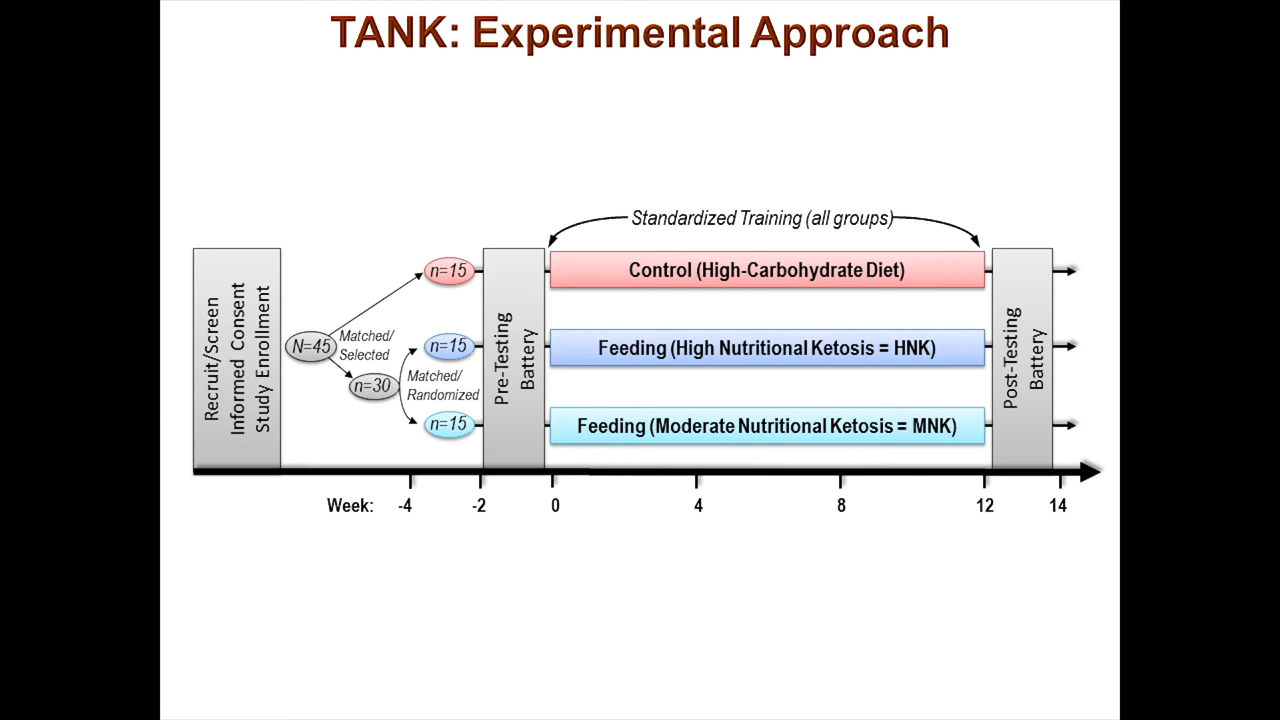 TANK: Experimental Approach
Standardized Training (all groups)
Recruit/Screen
Informed Consent
Study Enrollment
N=45
Matched/
Selected
n=30
Matched/
Randomized
n=15
n=15
n=15
Pre-Testing
Battery
Control (High-Carbohydrate Diet)
Feeding (High Nutritional Ketosis = HNK)
Feeding (Moderate Nutritional Ketosis = MNK)
Post-Testing
Battery
Week: -4 -2 0 4 8 12 14